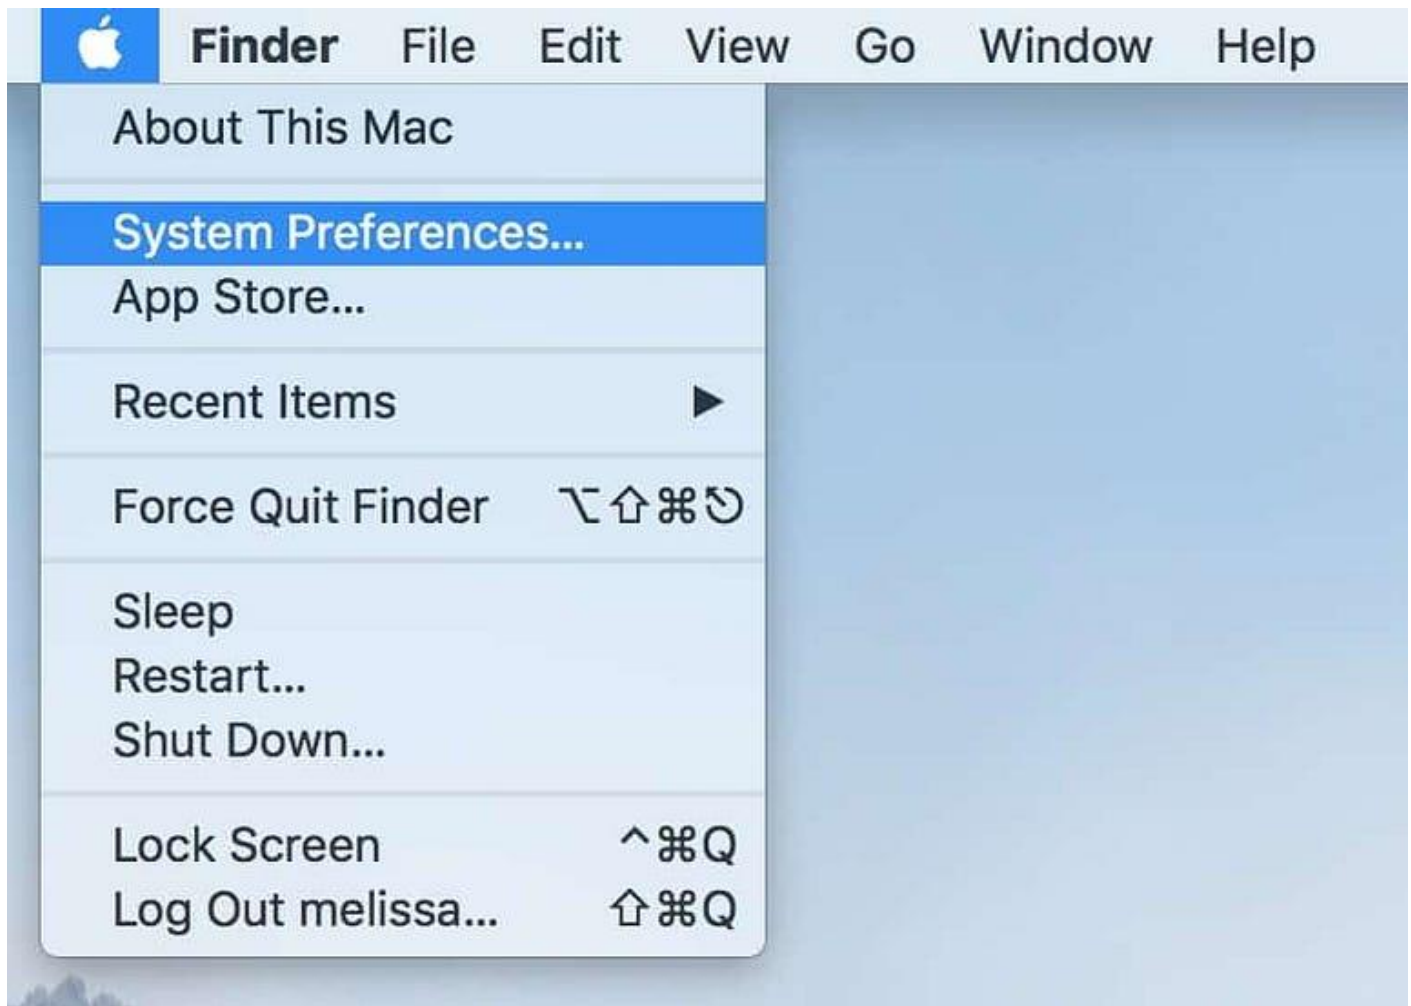 Finder File Edit View Go Window Help
About This Mac
System Preferences...
App Store...
Recent Items ▶
Force Quit Finder ⌥⇧⌘⎋
Sleep
Restart...
Shut Down...
Lock Screen ^⌘Q
Log Out melissa... ⇧⌘Q